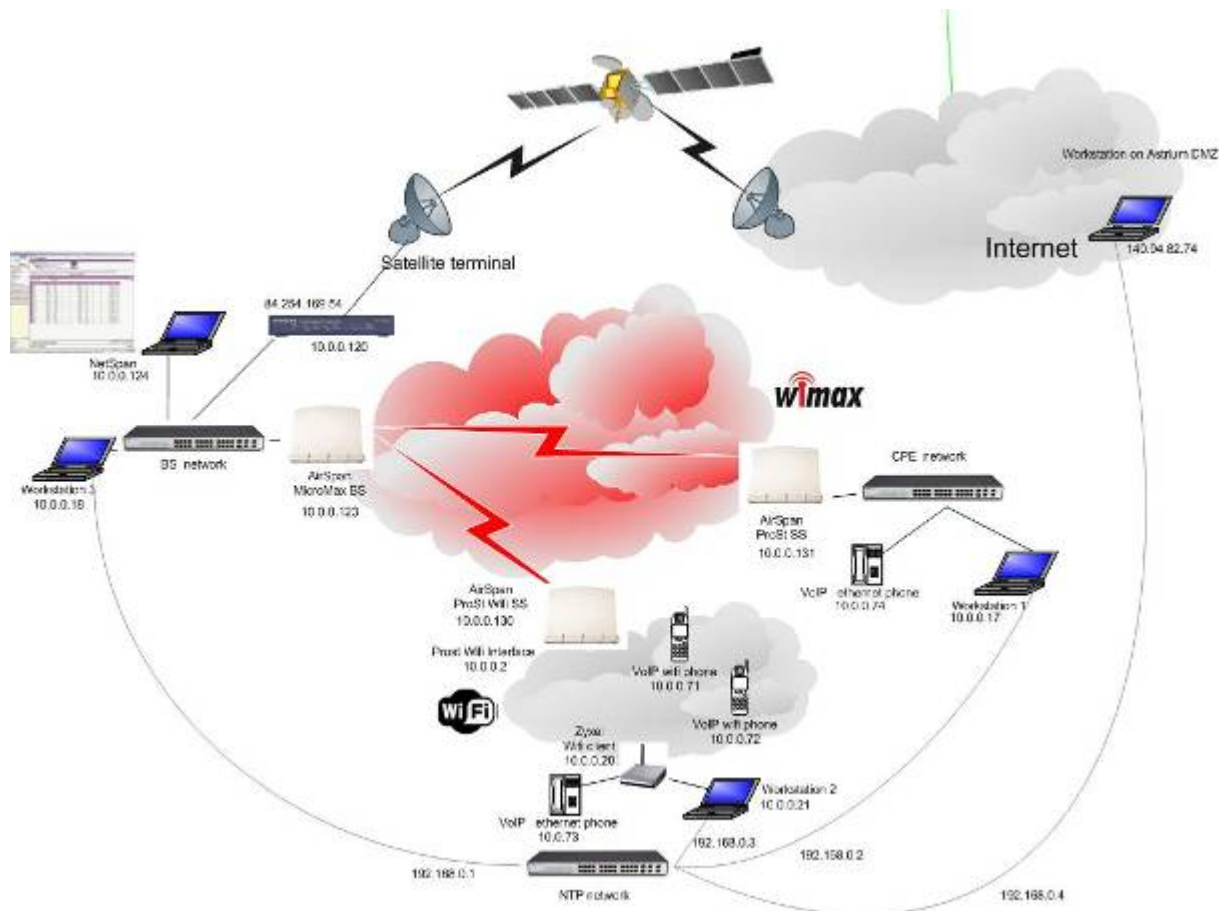 Workstation on Astrium DMZ
Internet
140.94.82.74
Satellite terminal
84.254.169.54
10.0.0.120
NetSpan
10.0.0.124
wimax
BS network
CPE network
AirSpan
MicroMax BS
10.0.0.123
Workstation 3
10.0.0.18
AirSpan
ProSt SS
10.0.0.131
VoIP ethernet phone
10.0.0.74
Workstation 1
10.0.0.17
AirSpan
ProSt Wifi SS
10.0.0.130
Prost Wifi Interface
10.0.0.2
VoIP wifi phone
10.0.0.71
VoIP wifi phone
10.0.0.72
WiFi
Zyxel
Wifi client
10.0.0.20
Workstation 2
10.0.0.21
VoIP ethernet phone
10.0.73
192.168.0.3
192.168.0.2
192.168.0.1
192.168.0.4
NTP network